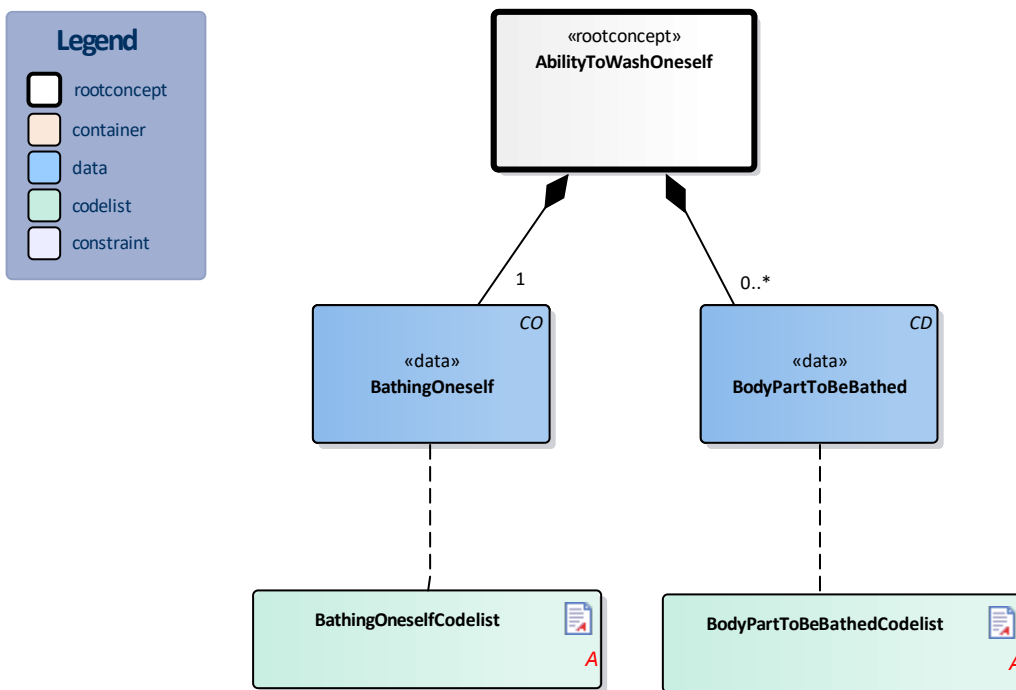 Legend
rootconcept
container
data
codelist
constraint
«rootconcept»
AbilityToWashOneself
1
0..*
CO
«data»
BathingOneself
CD
«data»
BodyPartToBeBathed
BathingOneselfCodelist
A
BodyPartToBeBathedCodelist
A